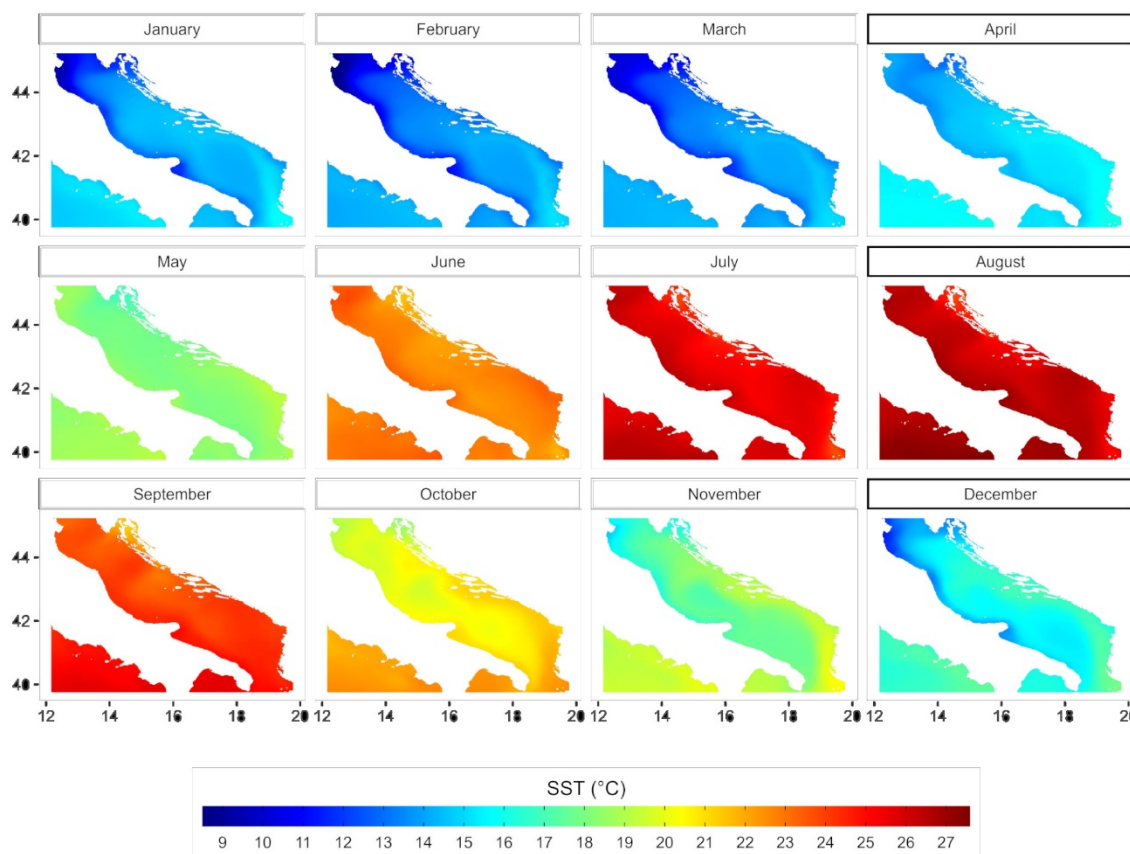 January February March April
44
42
40
May June July August
44
42
40
September October November December
44
42
40
12 14 16 18 20 12 14 16 18 20 12 14 16 18 20 12 14 16 18 20
SST (°C)
9 10 11 12 13 14 15 16 17 18 19 20 21 22 23 24 25 26 27